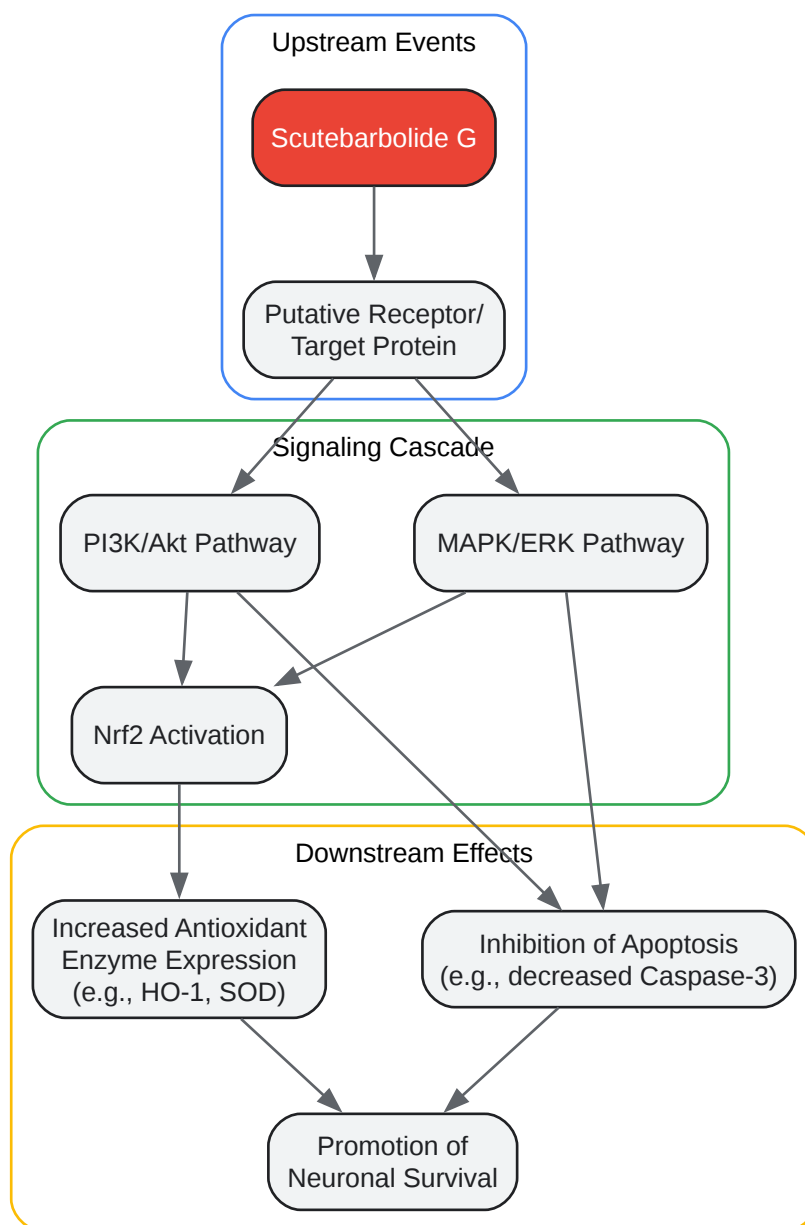 Upstream Events
Scutebarbolide G
Putative Receptor/
Target Protein
Signaling Cascade
PI3K/Akt Pathway
MAPK/ERK Pathway
Nrf2 Activation
Downstream Effects
Increased Antioxidant
Enzyme Expression
(e.g., HO-1, SOD)
Inhibition of Apoptosis
(e.g., decreased Caspase-3)
Promotion of
Neuronal Survival